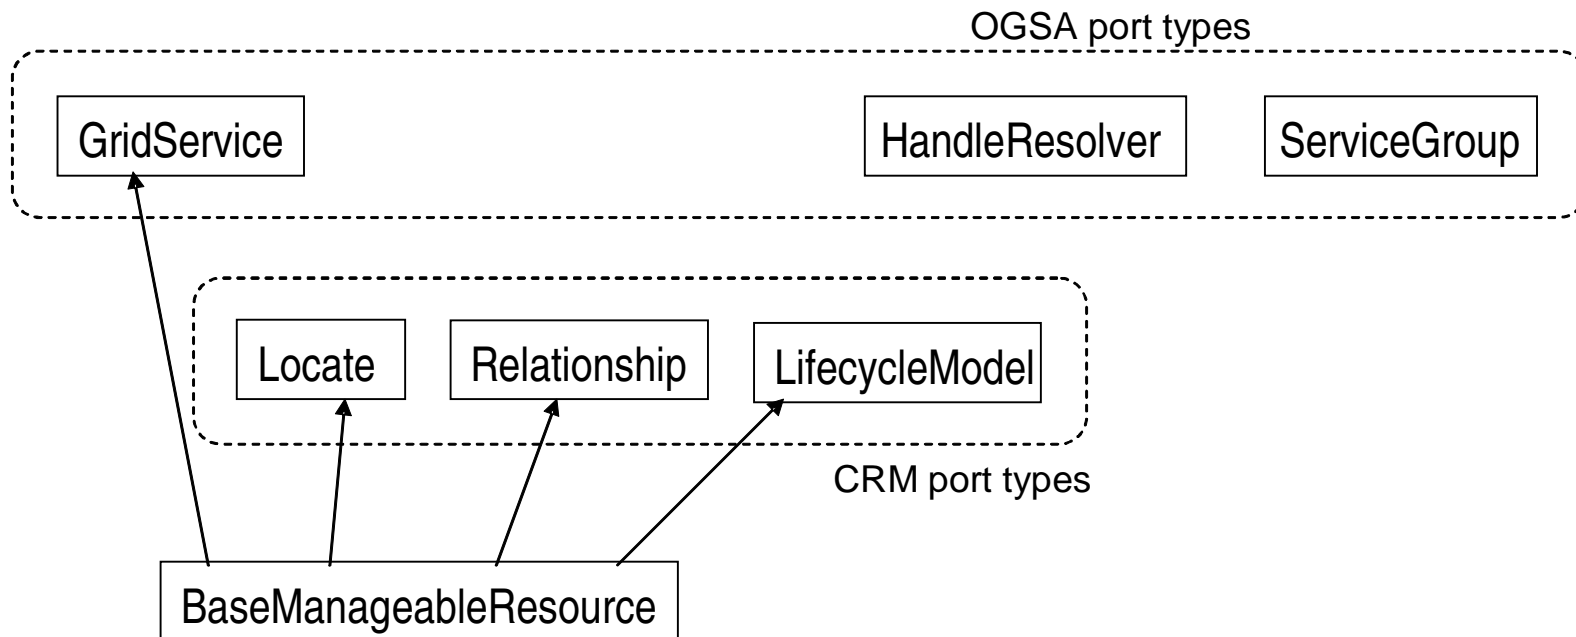 OGSA port types
GridService
HandleResolver
ServiceGroup
Locate
Relationship
LifecycleModel
CRM port types
BaseManageableResource